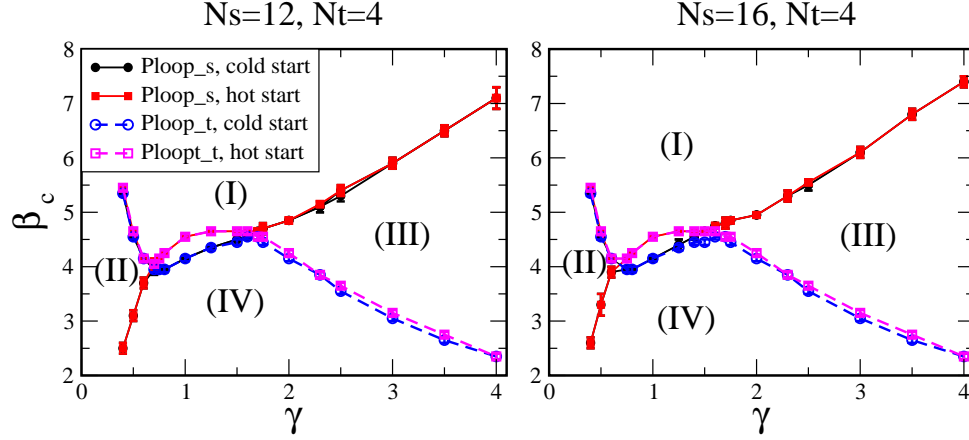 Ns=12, Nt=4
Ns=16, Nt=4
8
7
6
5
4
3
2
β_c
Ploop_s, cold start
Ploop_s, hot start
Ploop_t, cold start
Ploopt_t, hot start
(I)
(II)
(III)
(IV)
0
1
2
3
4
γ
8
7
6
5
4
3
2
(I)
(II)
(III)
(IV)
0
1
2
3
4
γ